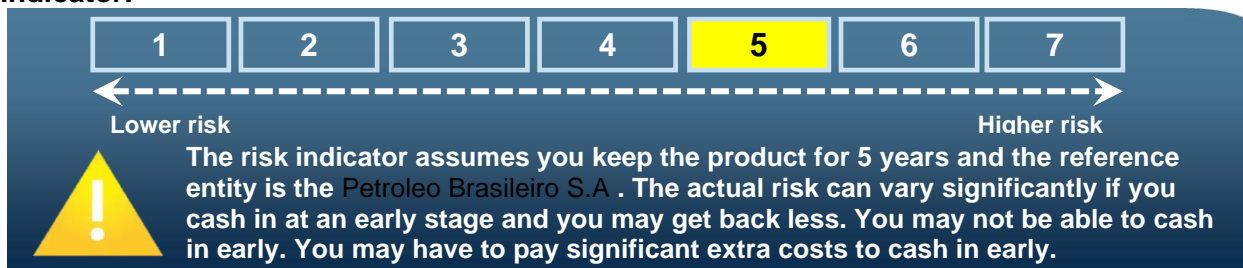 1 2 3 4 5 6 7
Lower risk Higher risk
The risk indicator assumes you keep the product for 5 years and the reference
entity is the Petroleo Brasileiro S.A . The actual risk can vary significantly if you
cash in at an early stage and you may get back less. You may not be able to cash
in early. You may have to pay significant extra costs to cash in early.